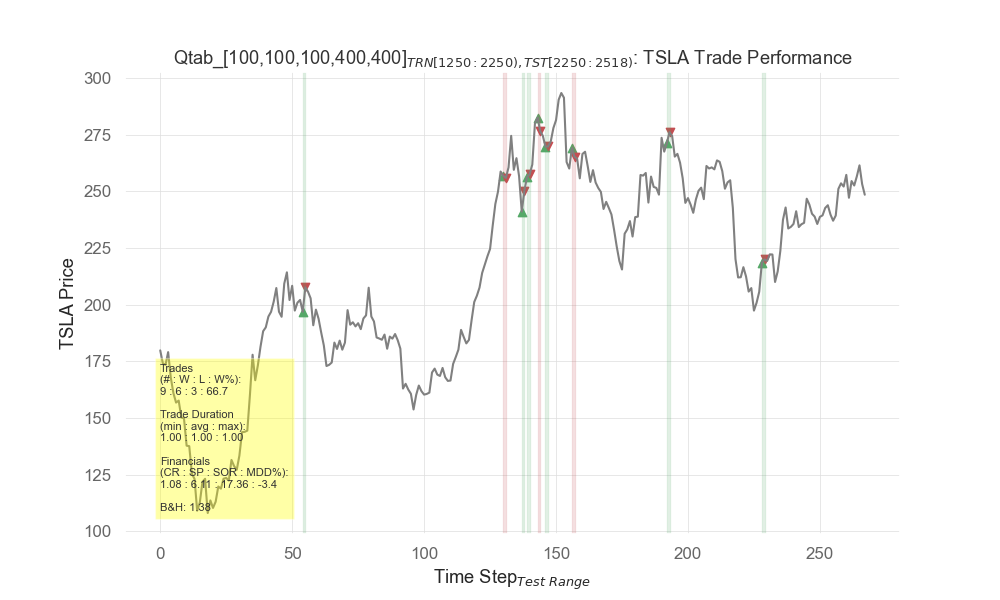 Qtab_[100,100,100,400,400]TRN[1250:2250),TST[2250:2518): TSLA Trade Performance
300
275
250
225
200
175
150
125
100
TSLA Price
Trades
(# : W : L : W%):
9 : 6 : 3 : 66.7
Trade Duration
(min : avg : max):
1.00 : 1.00 : 1.00
Financials
(CR : SP : SOR : MDD%):
1.08 : 6.11 : 17.36 : -3.4
B&H: 1.38
0 50 100 150 200 250
Time Step Test Range